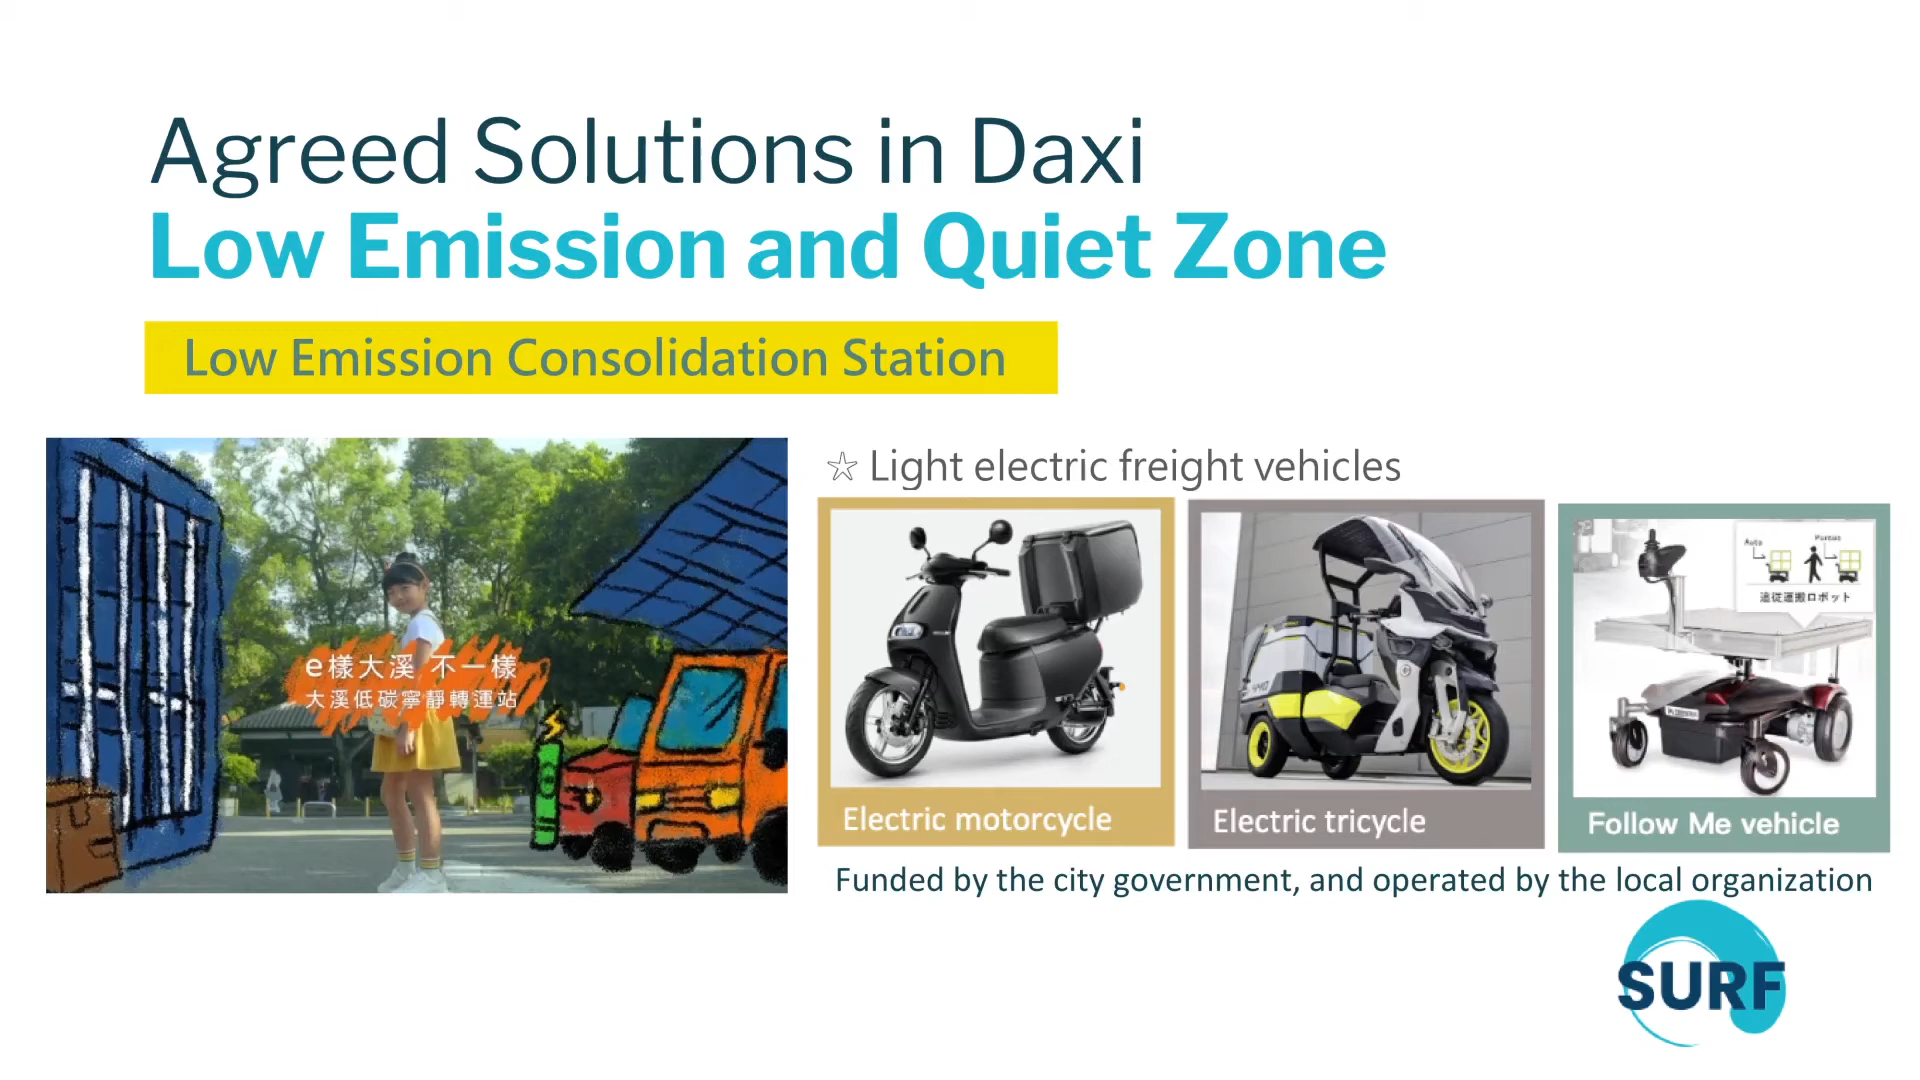 Agreed Solutions in Daxi
Low Emission and Quiet Zone
Low Emission Consolidation Station
e樣大溪 不一樣
大溪低碳寧靜轉運站
☆ Light electric freight vehicles
Electric motorcycle
Electric tricycle
Auto
追従運搬ロボット
Follow Me vehicle
Funded by the city government, and operated by the local organization
SURF